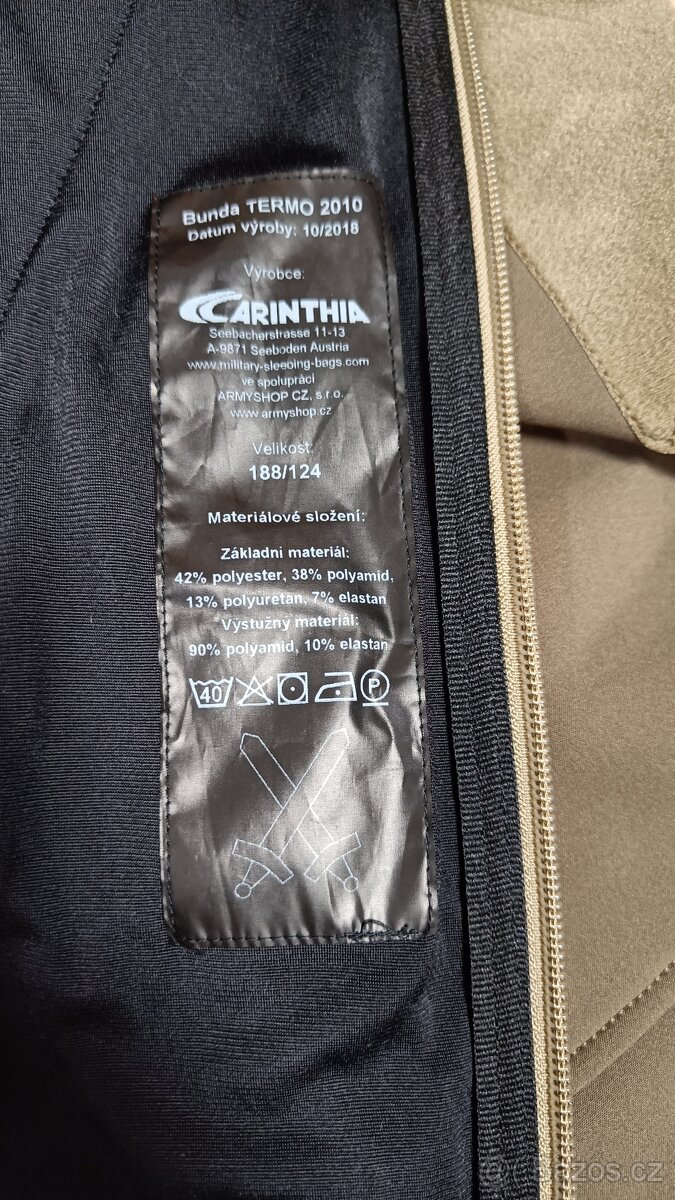 Bunda TERMO 2010
Datum výroby: 10/2018
Výrobce:
CARINTHIA
Seebacherstrasse 11-13
A-9871 Seeboden Austria
www.military-sleeping-bags.com
ve spolupráci
ARMYSHOP CZ, s.r.o.
www.armyshop.cz
Velikost:
188/124
Materiálové složení:
Základní materiál:
42% polyester, 38% polyamid,
13% polyuretan, 7% elastan
Výstužný materiál:
90% polyamid, 10% elastan
40 P
bazos.cz